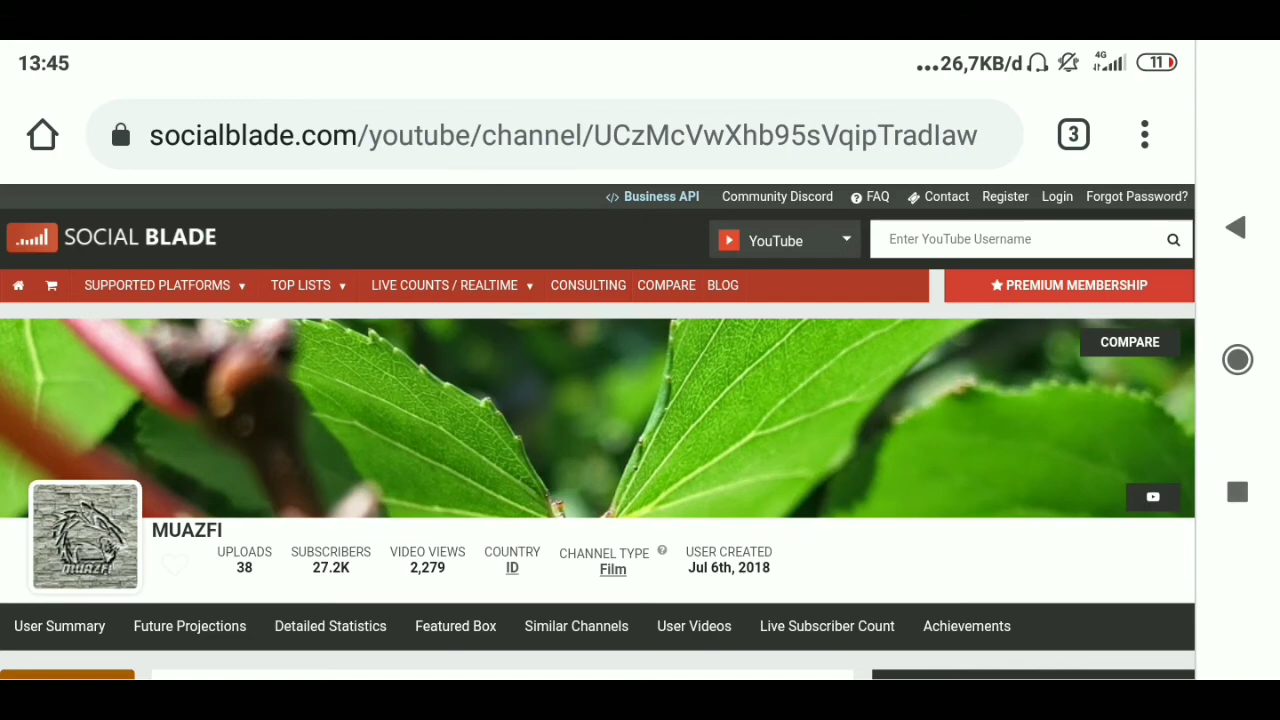 13:45
...26,7KB/d 4G 11
socialblade.com/youtube/channel/UCzMcVwXhb95sVqipTradIaw 3
</> Business API Community Discord ? FAQ Contact Register Login Forgot Password?
SOCIAL BLADE YouTube Enter YouTube Username
SUPPORTED PLATFORMS TOP LISTS LIVE COUNTS / REALTIME CONSULTING COMPARE BLOG PREMIUM MEMBERSHIP
COMPARE
MUAZFI
MUAZFI
UPLOADS SUBSCRIBERS VIDEO VIEWS COUNTRY CHANNEL TYPE ? USER CREATED
38 27.2K 2,279 ID Film Jul 6th, 2018
User Summary Future Projections Detailed Statistics Featured Box Similar Channels User Videos Live Subscriber Count Achievements